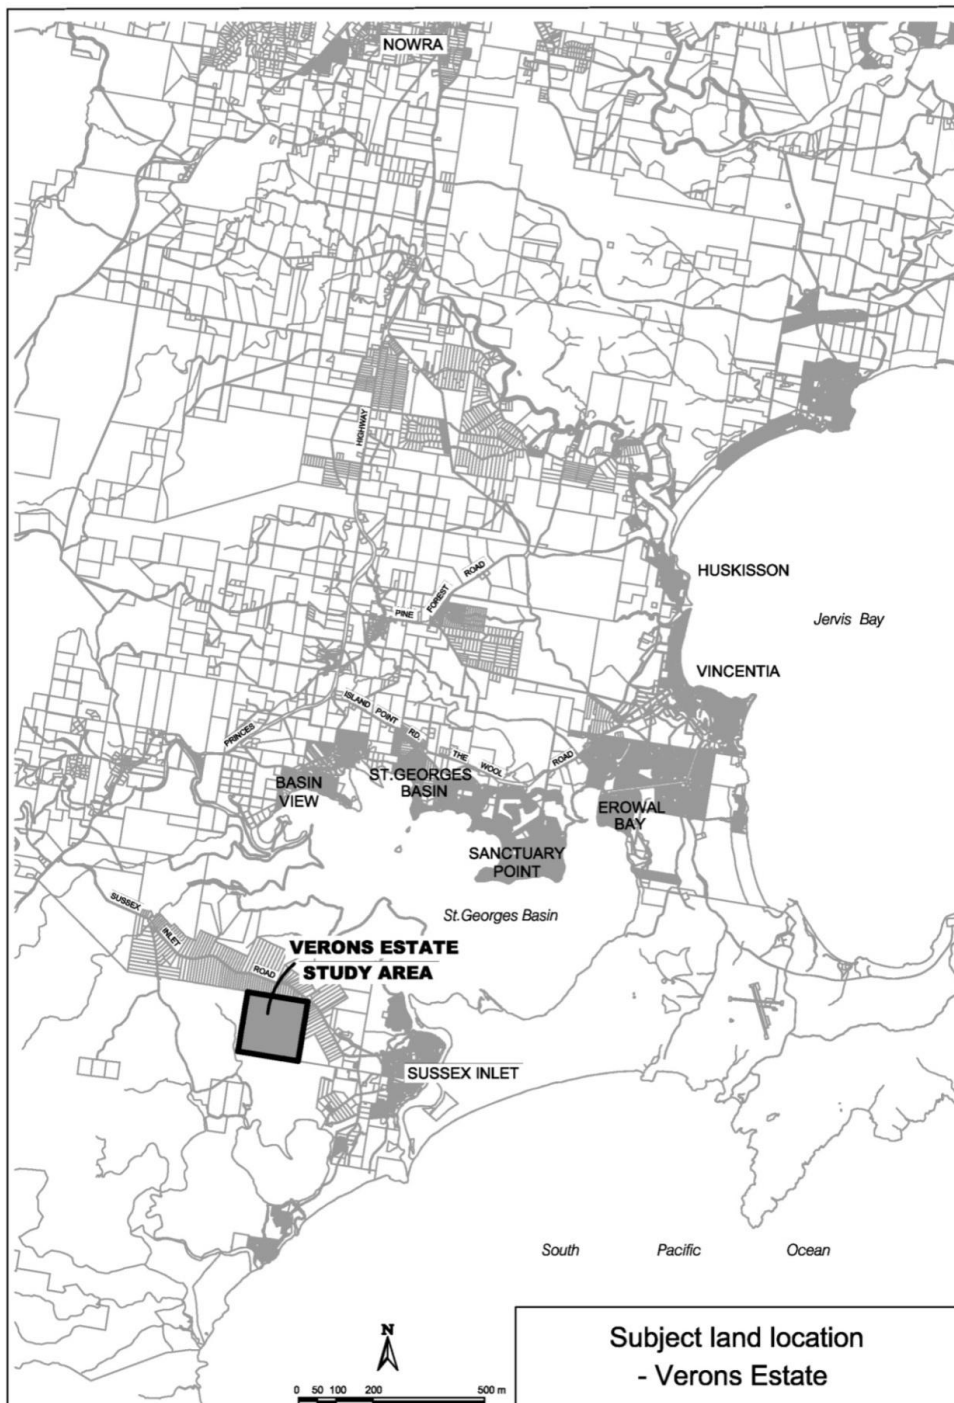 NOWRA
HIGHWAY
HUSKISSON
Jervis Bay
PINE
FOREST
ROAD
VINCENTIA
PRINCES
ISLAND
POINT
RD.
THE
WOOL
ROAD
BASIN
VIEW
ST.GEORGES
BASIN
EROWAL
BAY
SANCTUARY
POINT
St.Georges Basin
SUSSEX
INLET
ROAD
VERONS ESTATE
STUDY AREA
SUSSEX INLET
South Pacific Ocean
N
0 50 100 200 500 m
Subject land location
- Verons Estate